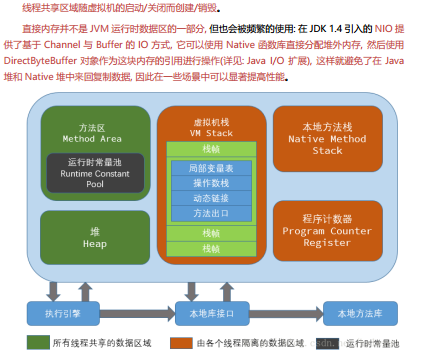 线程共享区域随虚拟机的启动/关闭而创建/销毁。
直接内存并不是 JVM 运行时数据区的一部分, 但也会被频繁的使用: 在 JDK 1.4 引入的 NIO 提
供了基于 Channel 与 Buffer 的 IO 方式, 它可以使用 Native 函数库直接分配堆外内存, 然后使用
DirectByteBuffer 对象作为这块内存的引用进行操作(详见: Java I/O 扩展), 这样就避免了在 Java
堆和 Native 堆中来回复制数据, 因此在一些场景中可以显著提高性能。
方法区
Method Area
运行时常量池
Runtime Constant
Pool
堆
Heap
虚拟机栈
VM Stack
栈帧
局部变量表
操作数栈
动态链接
方法出口
栈帧
栈帧
本地方法栈
Native Method
Stack
程序计数器
Program Counter
Register
执行引擎
本地库接口
本地方法库
所有线程共享的数据区域
由各个线程隔离的数据区域
运行时常量池